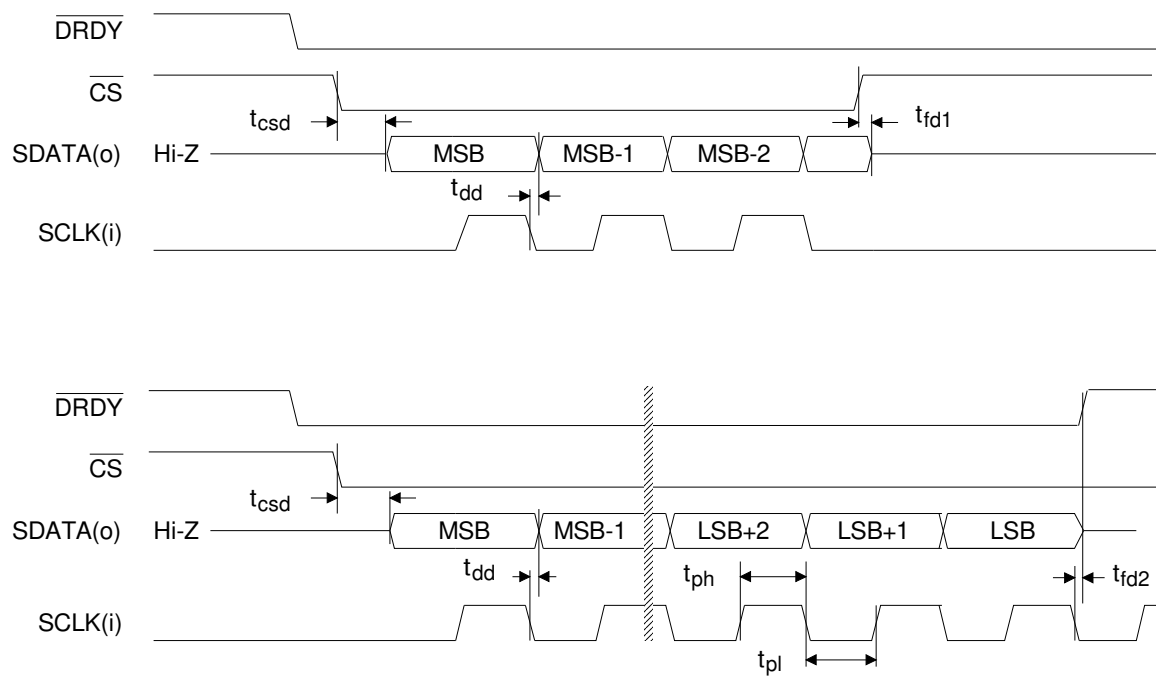 DRDY
CS
t_csd
t_fd1
SDATA(o) Hi-Z MSB MSB-1 MSB-2
t_dd
SCLK(i)
DRDY
CS
t_csd
SDATA(o) Hi-Z MSB MSB-1 LSB+2 LSB+1 LSB
t_dd t_ph t_fd2
SCLK(i)
t_pl